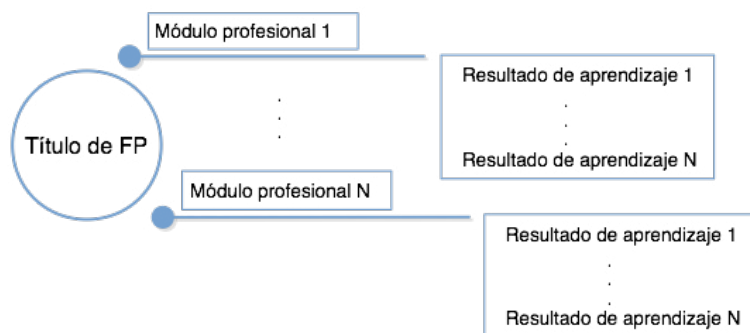 Módulo profesional 1
Resultado de aprendizaje 1
.
.
.
Resultado de aprendizaje N
.
.
.
Título de FP
Módulo profesional N
Resultado de aprendizaje 1
.
.
.
Resultado de aprendizaje N